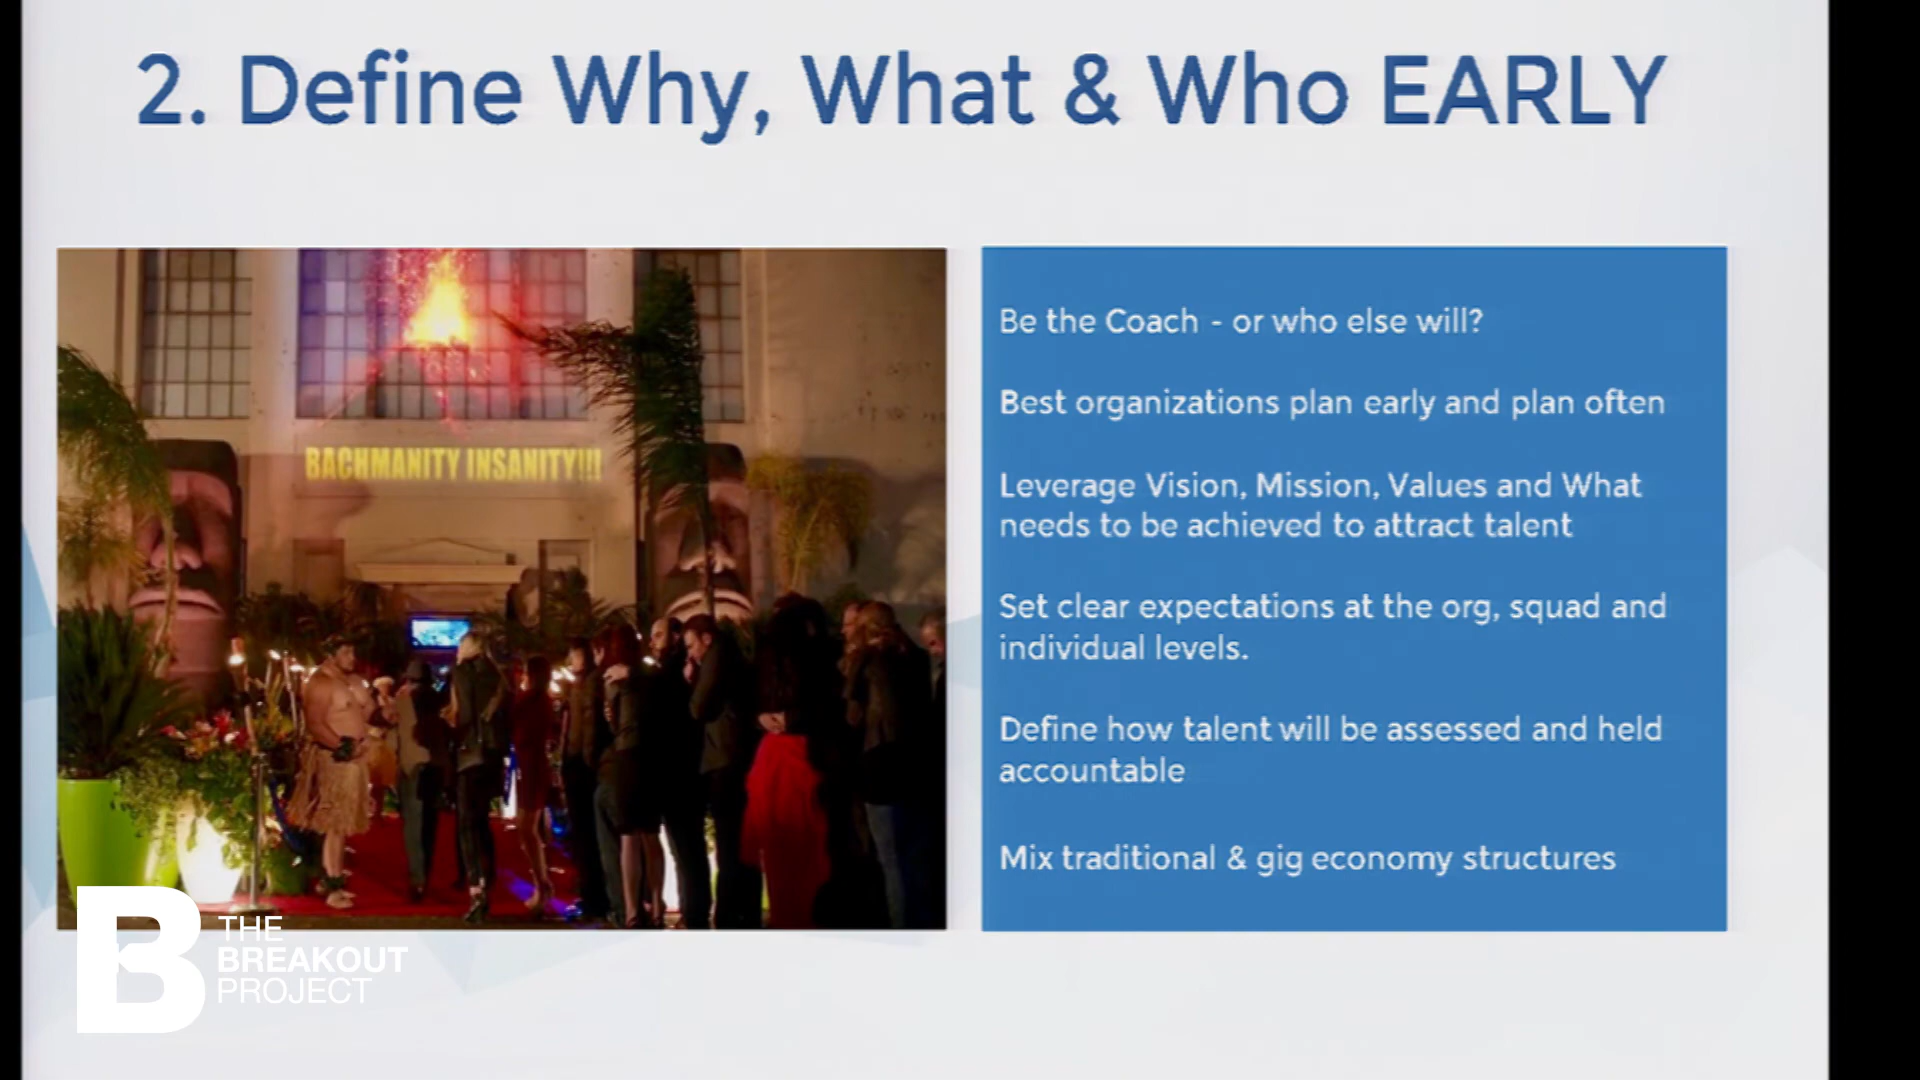 2. Define Why, What & Who EARLY
BACHMANITY INSANITY!!!
Be the Coach - or who else will?
Best organizations plan early and plan often
Leverage Vision, Mission, Values and What
needs to be achieved to attract talent
Set clear expectations at the org, squad and
individual levels.
Define how talent will be assessed and held
accountable
Mix traditional & gig economy structures
B THE
BREAKOUT
PROJECT